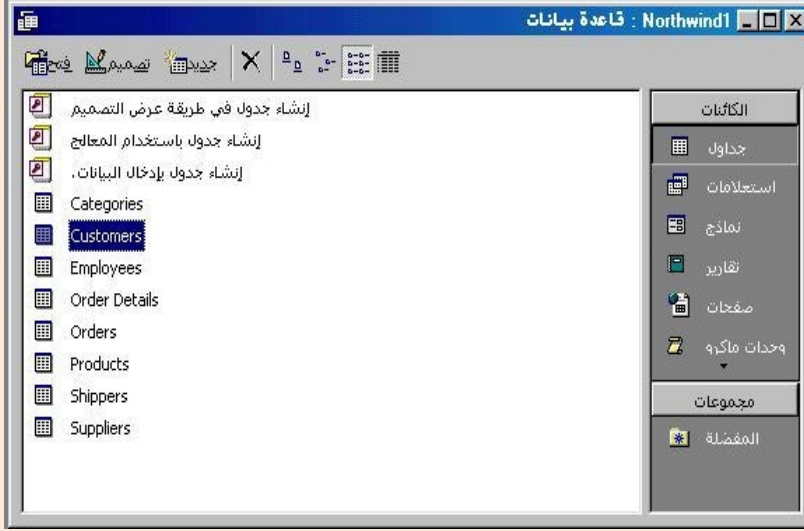 Northwind1 : قاعدة بيانات
فتح تصميم جديد
إنشاء جدول في طريقة عرض التصميم
إنشاء جدول باستخدام المعالج
إنشاء جدول بإدخال البيانات.
Categories
Customers
Employees
Order Details
Orders
Products
Shippers
Suppliers
الكائنات
جداول
استعلامات
نماذج
تقارير
صفحات
وحدات ماكرو
مجموعات
المفضلة